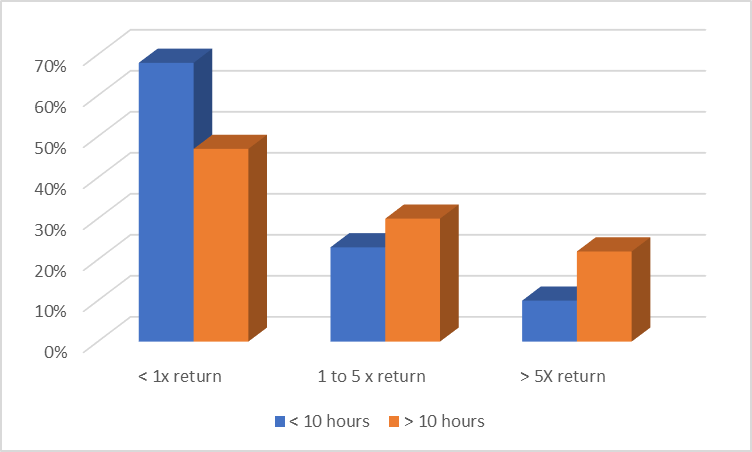 70%
60%
50%
40%
30%
20%
10%
0%
< 1x return
1 to 5 x return
> 5X return
< 10 hours
> 10 hours